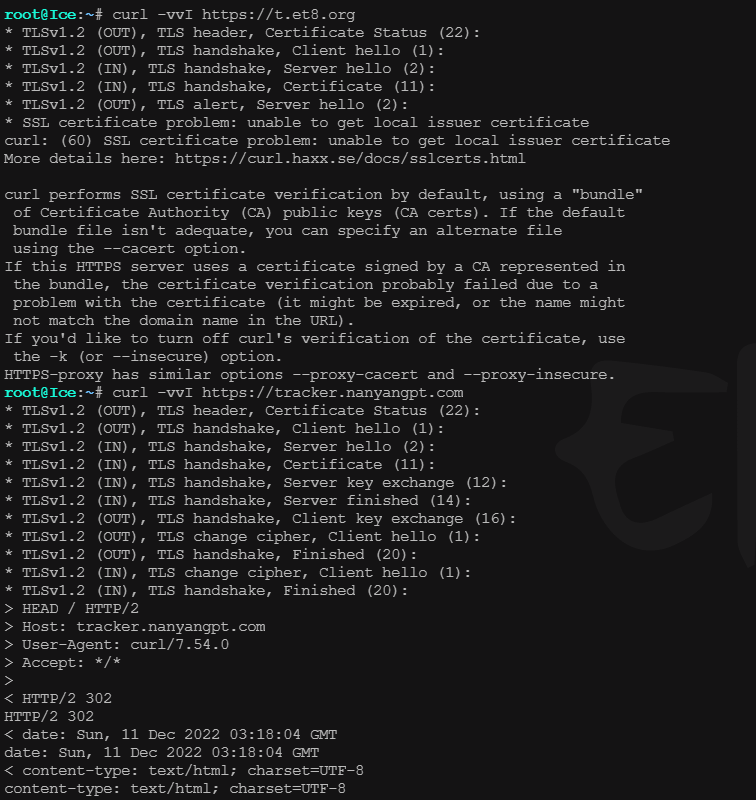 root@Ice:~# curl -vvI https://t.et8.org
* TLSv1.2 (OUT), TLS header, Certificate Status (22):
* TLSv1.2 (OUT), TLS handshake, Client hello (1):
* TLSv1.2 (IN), TLS handshake, Server hello (2):
* TLSv1.2 (IN), TLS handshake, Certificate (11):
* TLSv1.2 (OUT), TLS alert, Server hello (2):
* SSL certificate problem: unable to get local issuer certificate
curl: (60) SSL certificate problem: unable to get local issuer certificate
More details here: https://curl.haxx.se/docs/sslcerts.html

curl performs SSL certificate verification by default, using a "bundle"
 of Certificate Authority (CA) public keys (CA certs). If the default
 bundle file isn't adequate, you can specify an alternate file
 using the --cacert option.
If this HTTPS server uses a certificate signed by a CA represented in
 the bundle, the certificate verification probably failed due to a
 problem with the certificate (it might be expired, or the name might
 not match the domain name in the URL).
If you'd like to turn off curl's verification of the certificate, use
 the -k (or --insecure) option.
HTTPS-proxy has similar options --proxy-cacert and --proxy-insecure.
root@Ice:~# curl -vvI https://tracker.nanyangpt.com
* TLSv1.2 (OUT), TLS header, Certificate Status (22):
* TLSv1.2 (OUT), TLS handshake, Client hello (1):
* TLSv1.2 (IN), TLS handshake, Server hello (2):
* TLSv1.2 (IN), TLS handshake, Certificate (11):
* TLSv1.2 (IN), TLS handshake, Server key exchange (12):
* TLSv1.2 (IN), TLS handshake, Server finished (14):
* TLSv1.2 (OUT), TLS handshake, Client key exchange (16):
* TLSv1.2 (OUT), TLS change cipher, Client hello (1):
* TLSv1.2 (OUT), TLS handshake, Finished (20):
* TLSv1.2 (IN), TLS change cipher, Client hello (1):
* TLSv1.2 (IN), TLS handshake, Finished (20):
> HEAD / HTTP/2
> Host: tracker.nanyangpt.com
> User-Agent: curl/7.54.0
> Accept: */*
>
< HTTP/2 302
HTTP/2 302
< date: Sun, 11 Dec 2022 03:18:04 GMT
date: Sun, 11 Dec 2022 03:18:04 GMT
< content-type: text/html; charset=UTF-8
content-type: text/html; charset=UTF-8